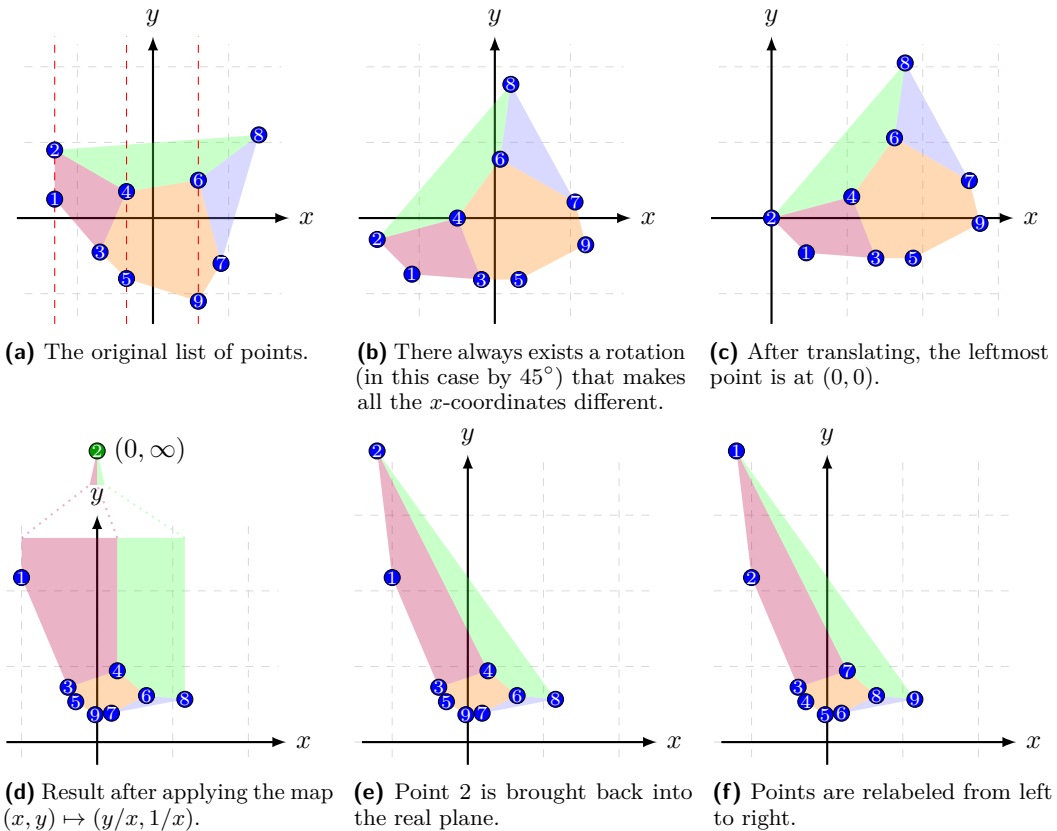 y
x
2
1
4
3
5
6
7
8
9
(a) The original list of points.
y
x
8
6
4
2
7
1
3
5
9
(b) There always exists a rotation
(in this case by 45°) that makes
all the x-coordinates different.
y
x
8
6
7
4
2
9
1
3
5
(c) After translating, the leftmost
point is at (0, 0).
2 (0, ∞)
y
1
4
3
6
5
8
9
7
x
(d) Result after applying the map
(x, y) ↦ (y/x, 1/x).
y
2
1
4
3
6
5
8
9
7
x
(e) Point 2 is brought back into
the real plane.
y
1
2
7
3
8
4
9
5
6
x
(f) Points are relabeled from left
to right.